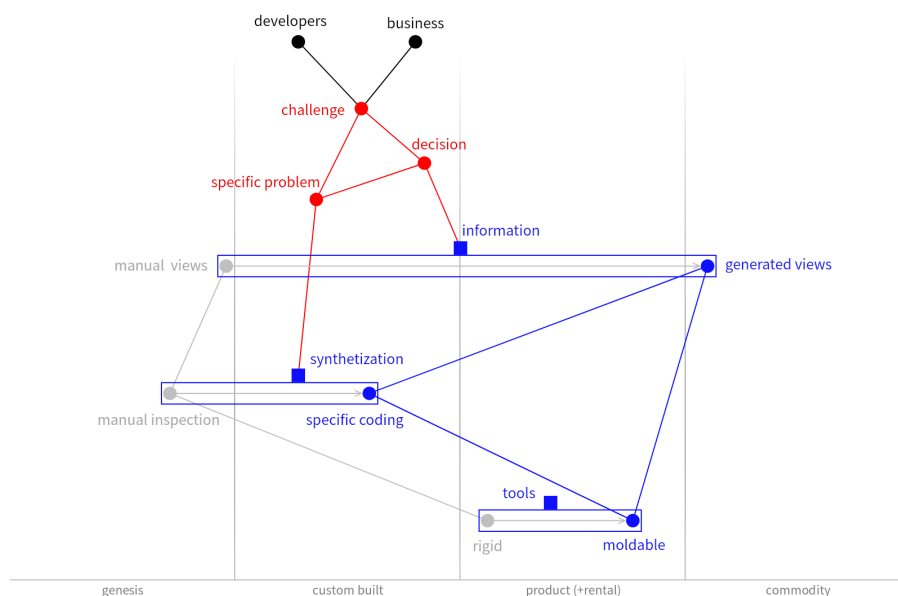 developers
business
challenge
decision
specific problem
information
manual views
generated views
synthetization
manual inspection
specific coding
tools
rigid
moldable
genesis
custom built
product (+rental)
commodity